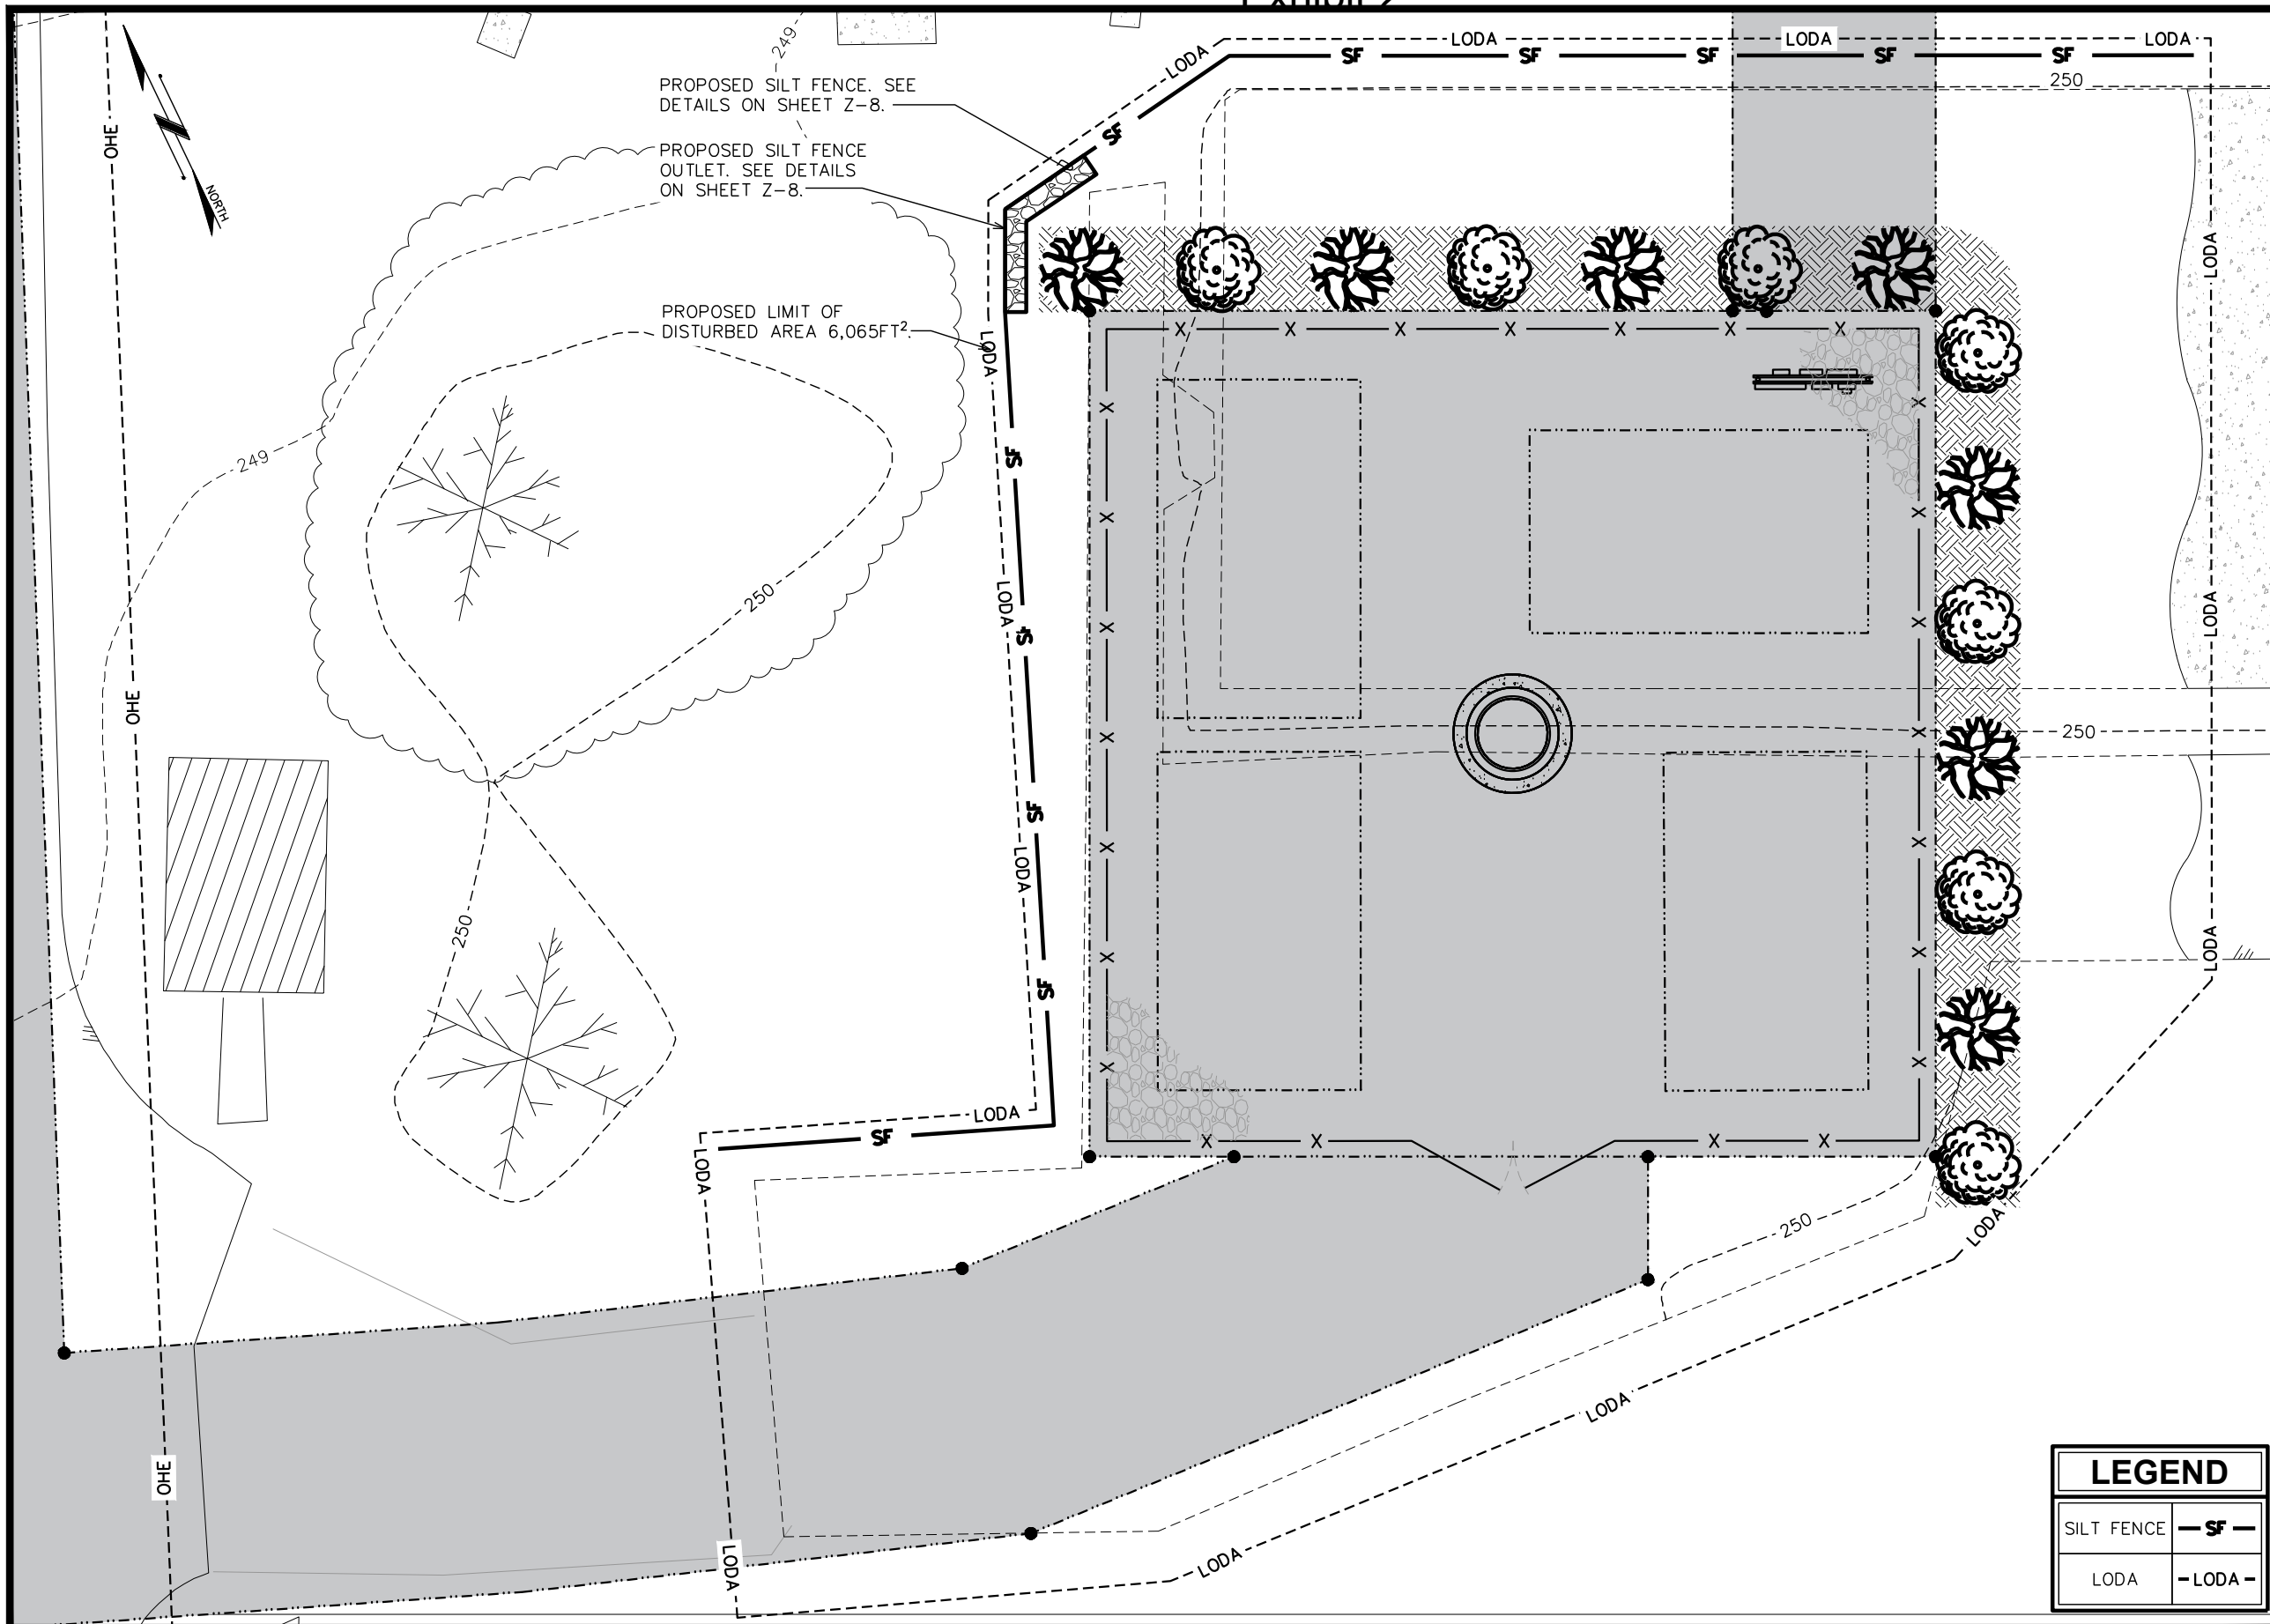 Exhibit 2
249
LODA
LODA
LODA
LODA
SF
SF
SF
SF
SF
SF
250
OHE
NORTH
PROPOSED SILT FENCE. SEE
DETAILS ON SHEET Z-8.
PROPOSED SILT FENCE
OUTLET. SEE DETAILS
ON SHEET Z-8.
PROPOSED LIMIT OF
DISTURBED AREA 6,065FT².
LODA
LODA
X X X X X X X
X
X
X
X
X
X
X
X
X
X
X
X
X
X
249
SF
250
LODA
SF
LODA
OHE
250
SF
LODA
250
SF
LODA
LODA
SF
LODA
X X X X
250
LODA
LODA
OHE
LODA
LODA
LEGEND
SILT FENCE SF
LODA LODA